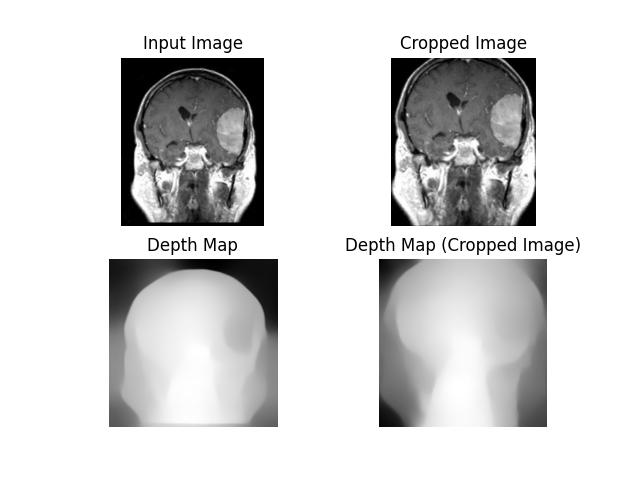 Input Image
Cropped Image
Depth Map
Depth Map (Cropped Image)